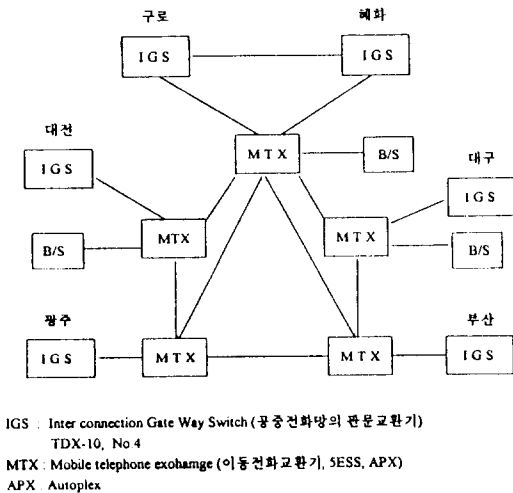 구로 혜화
IGS IGS
MTX B/S
대전 대구
IGS IGS
B/S MTX MTX B/S
광주 부산
IGS MTX MTX IGS
IGS : Inter connection Gate Way Switch (공중전화망의 관문교환기)
TDX-10, No.4
MTX : Mobile telephone exohamge (이동전화교환기, 5ESS, APX)
APX : Autoplex